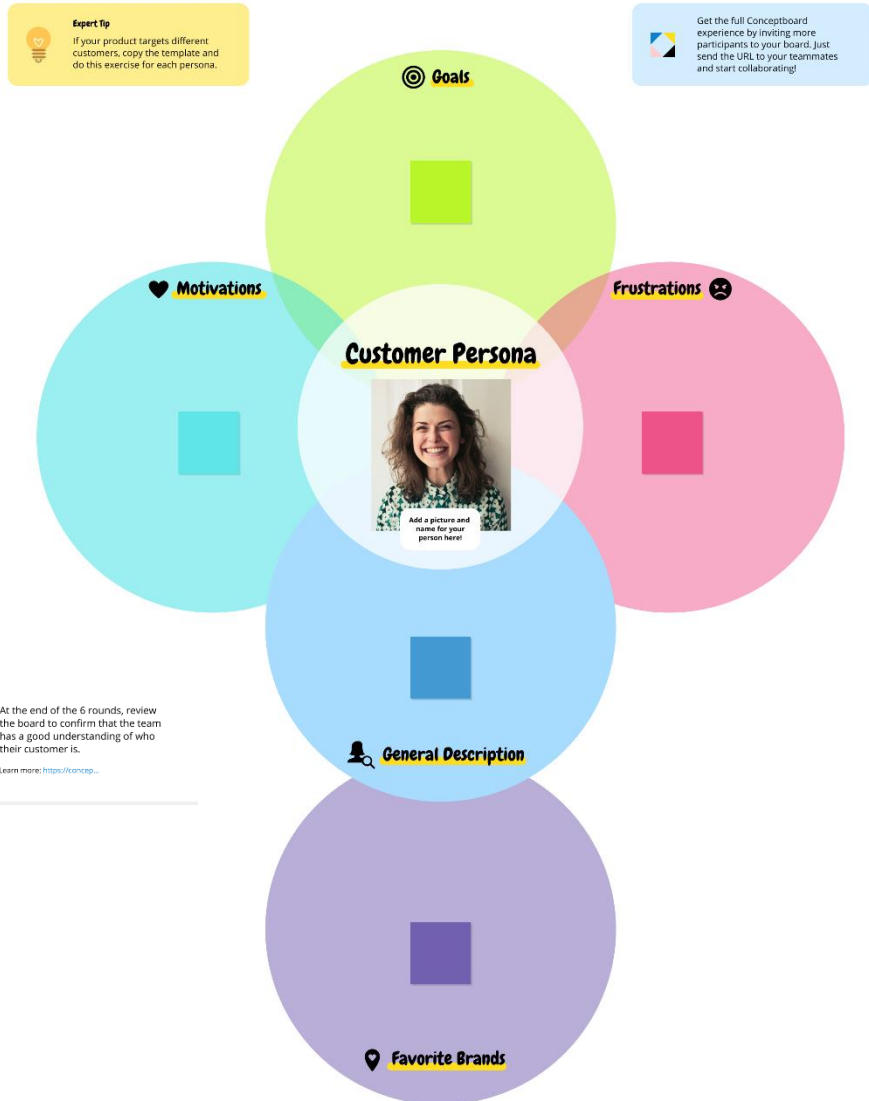 Expert Tip
If your product targets different
customers, copy the template and
do this exercise for each persona.
Get the full Conceptboard
experience by inviting more
participants to your board. Just
send the URL to your teammates
and start collaborating!
Goals
Motivations
Frustrations
Customer Persona
Add a picture and
name for your
person here!
At the end of the 6 rounds, review
the board to confirm that the team
has a good understanding of who
their customer is.
Learn more: https://concep...
General Description
Favorite Brands